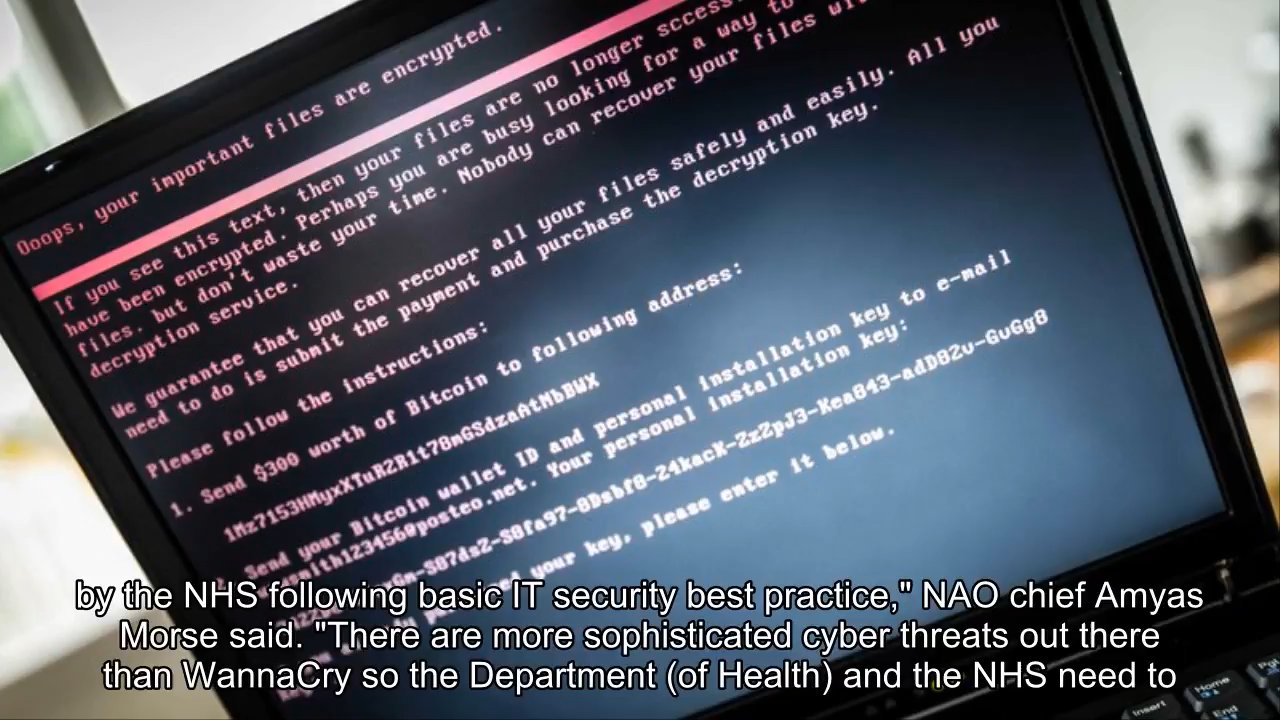 Ooops, your important files are encrypted.
If you see this text, then your files are no longer
have been encrypted. Perhaps you are busy looking for a way to
files. but don't waste your time. Nobody can recover your files
decryption service.
We guarantee that you can recover all your files safely and easily. All you
need to do is submit the payment and purchase the decryption key.
Please follow the instructions:
1. Send $300 worth of Bitcoin to following address:
1Mz7153HMyxXTuR2R1t78mGSdzaAtNbBWX
Send your Bitcoin wallet ID and personal installation key to e-mail
123456@posteo.net. Your personal installation key:
your key, please enter it below.
by the NHS following basic IT security best practice," NAO chief Amyas
Morse said. "There are more sophisticated cyber threats out there
than WannaCry so the Department (of Health) and the NHS need to
Home
End
Insert